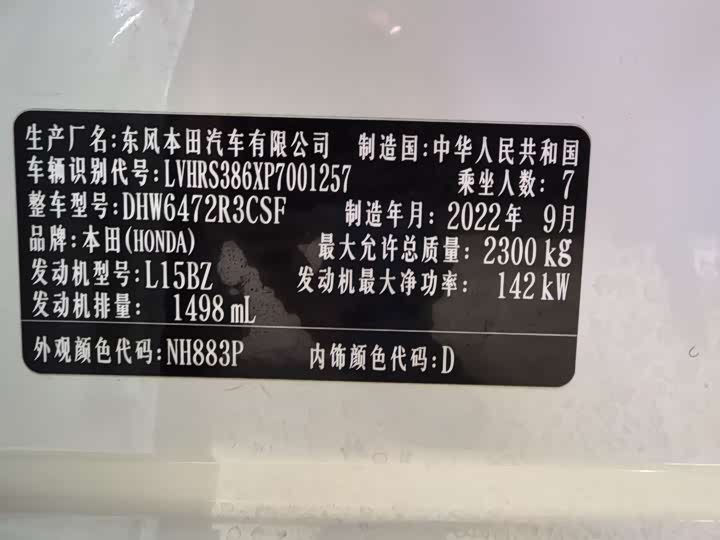 生产厂名:东风本田汽车有限公司 制造国:中华人民共和国
车辆识别代号:LVHRS386XP7001257 乘坐人数:7
整车型号:DHW6472R3CSF 制造年月:2022年 9月
品牌:本田(HONDA) 最大允许总质量:2300kg
发动机型号:L15BZ 发动机最大净功率: 142kW
发动机排量: 1498mL
外观颜色代码:NH883P 内饰颜色代码:D